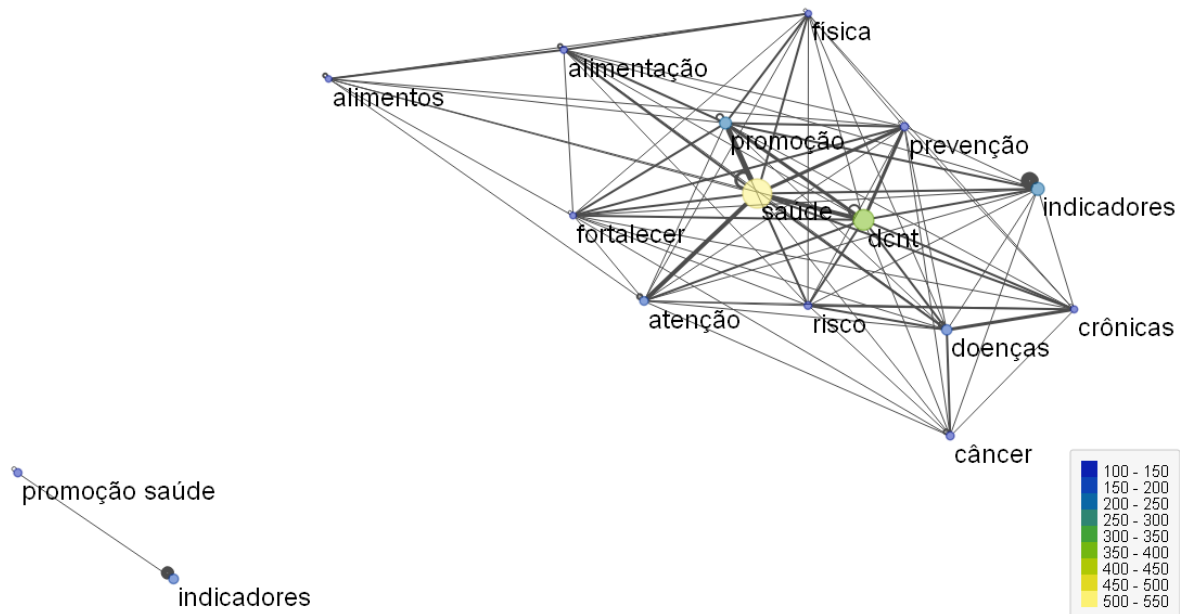 física
alimentação
alimentos
promoção
prevenção
saúde
indicadores
dcnt
fortalecer
atenção
risco
crônicas
doenças
câncer
promoção saúde
indicadores
100 - 150
150 - 200
200 - 250
250 - 300
300 - 350
350 - 400
400 - 450
450 - 500
500 - 550